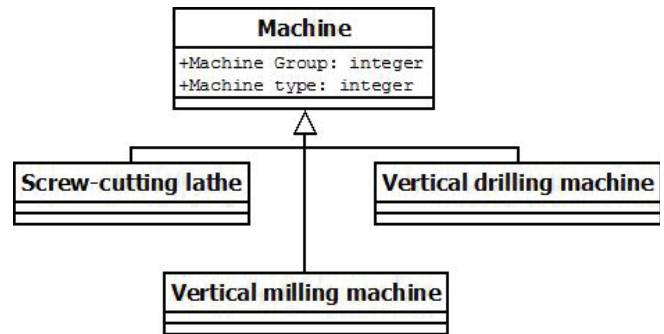 Machine
+Machine Group: integer
+Machine type: integer
Screw-cutting lathe
Vertical drilling machine
Vertical milling machine